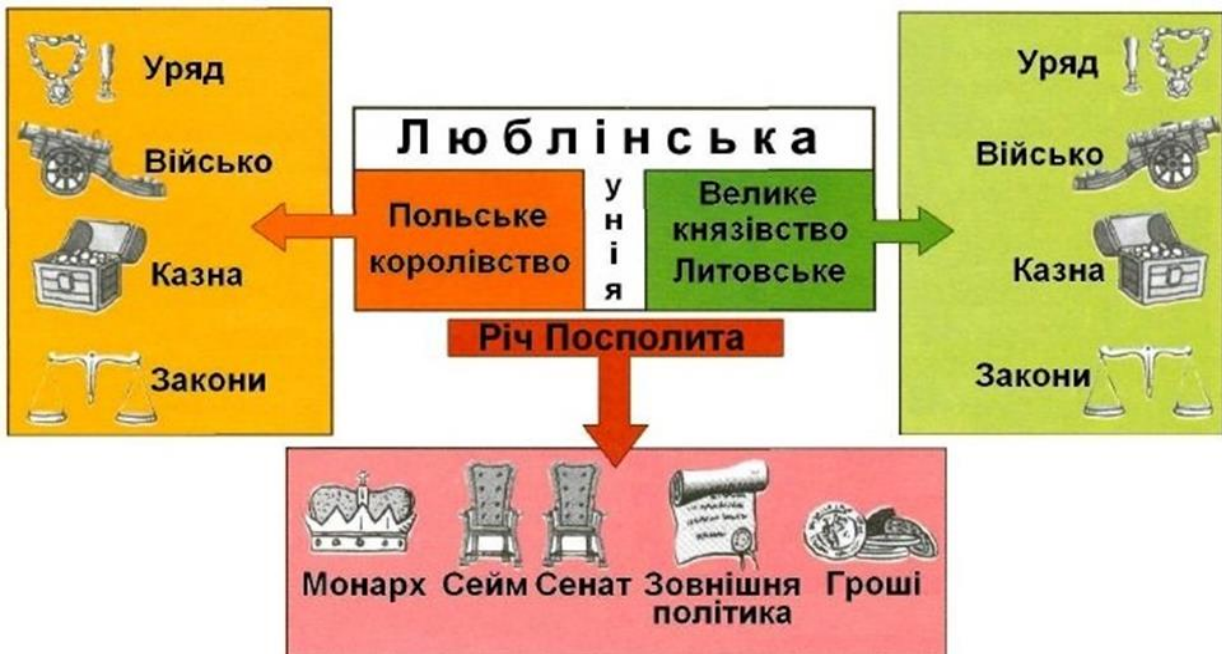 Уряд
Військо
Казна
Закони
Люблінська
унія
Польське
королівство
Велике
князівство
Литовське
Річ Посполита
Уряд
Військо
Казна
Закони
Монарх
Сейм
Сенат
Зовнішня
політика
Гроші